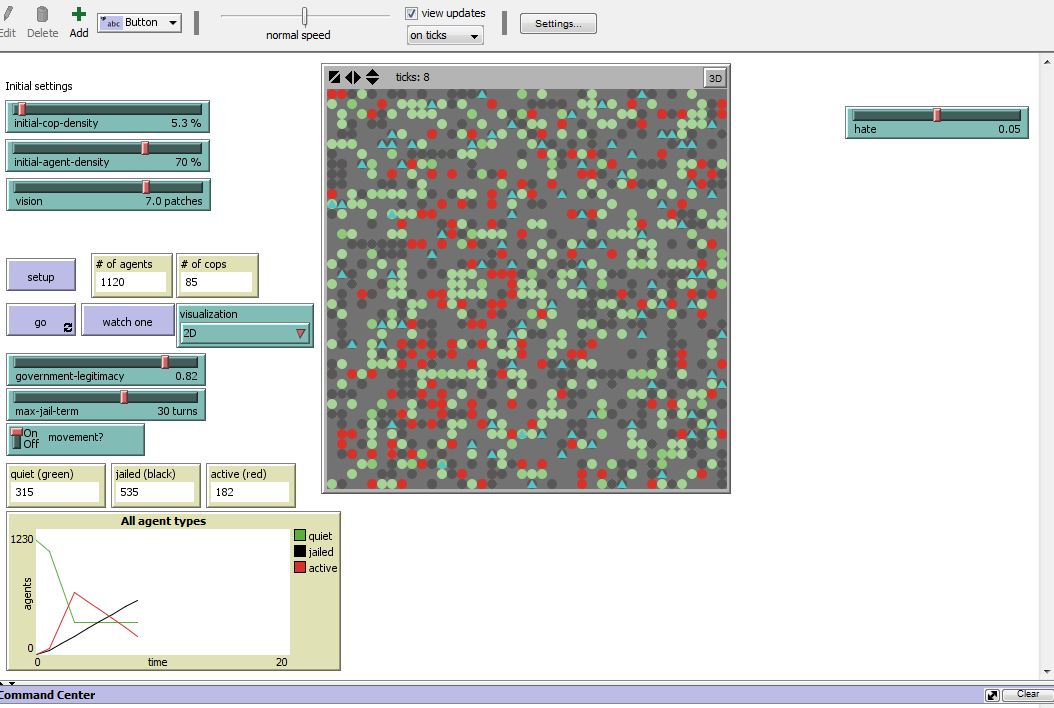 Edit
Delete
Add
abc Button
normal speed
view updates
on ticks
Settings...
Initial settings
ticks: 8
3D
initial-cop-density 5.3 %
initial-agent-density 70 %
vision 7.0 patches
hate 0.05
setup
# of agents
1120
# of cops
85
go
watch one
visualization
2D
government-legitimacy 0.82
max-jail-term 30 turns
On
Off
movement?
quiet (green)
315
jailed (black)
535
active (red)
182
All agent types
1230
agents
0
0
time
20
quiet
jailed
active
Command Center
Clear